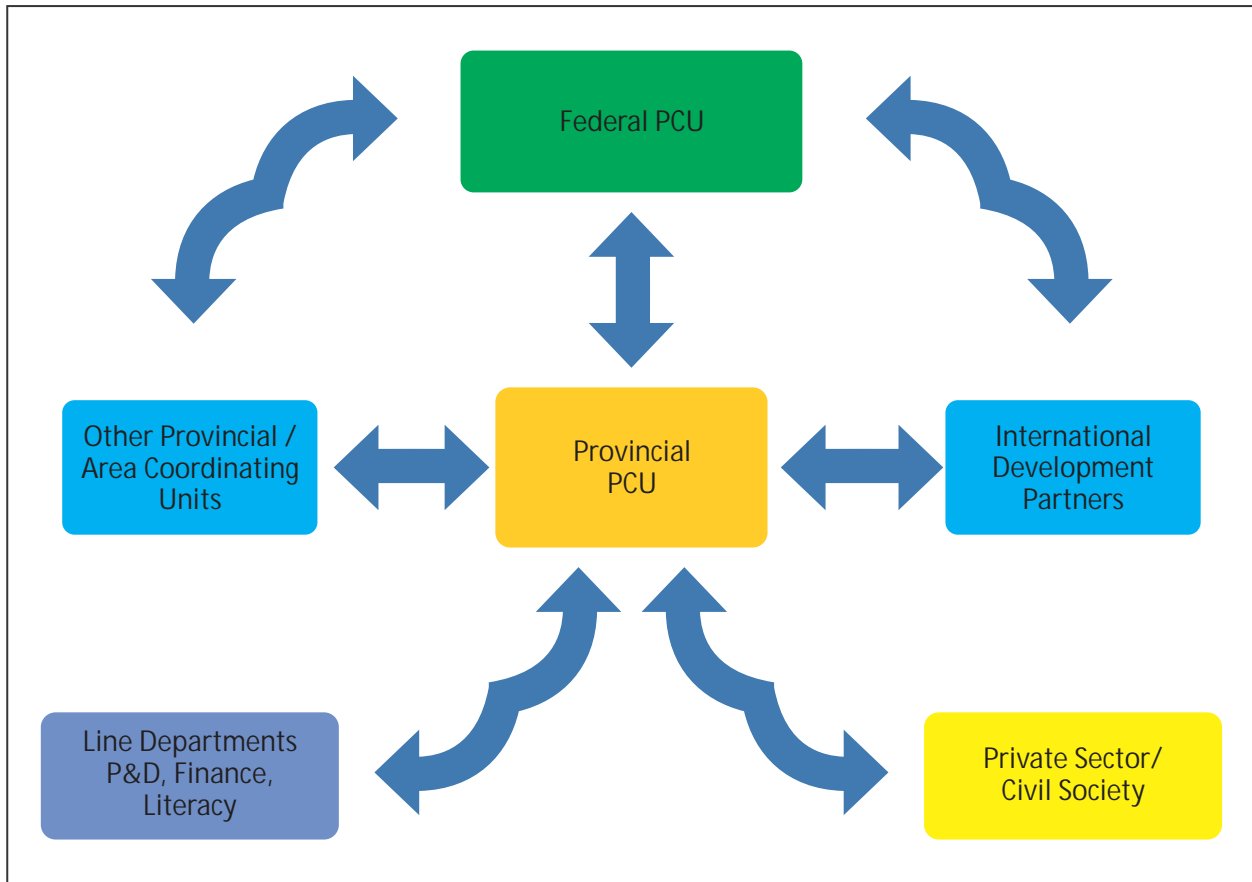 Federal PCU
Other Provincial /
Area Coordinating
Units
Provincial
PCU
International
Development
Partners
Line Departments
P&D, Finance,
Literacy
Private Sector/
Civil Society